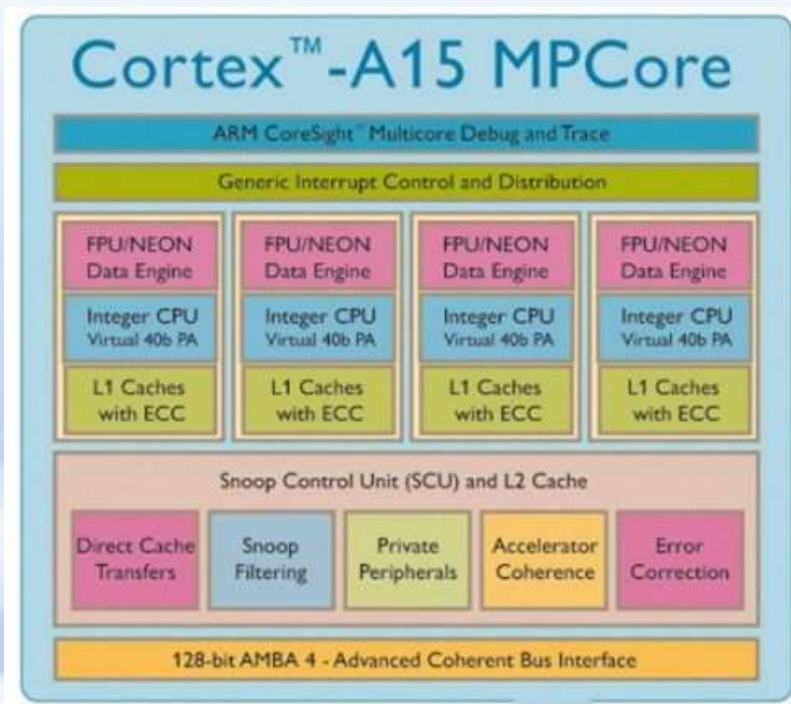 Cortex™-A15 MPCore
ARM CoreSight™ Multicore Debug and Trace
Generic Interrupt Control and Distribution
FPU/NEON
Data Engine
Integer CPU
Virtual 40b PA
L1 Caches
with ECC
FPU/NEON
Data Engine
Integer CPU
Virtual 40b PA
L1 Caches
with ECC
FPU/NEON
Data Engine
Integer CPU
Virtual 40b PA
L1 Caches
with ECC
FPU/NEON
Data Engine
Integer CPU
Virtual 40b PA
L1 Caches
with ECC
Snoop Control Unit (SCU) and L2 Cache
Direct Cache
Transfers
Snoop
Filtering
Private
Peripherals
Accelerator
Coherence
Error
Correction
128-bit AMBA 4 - Advanced Coherent Bus Interface